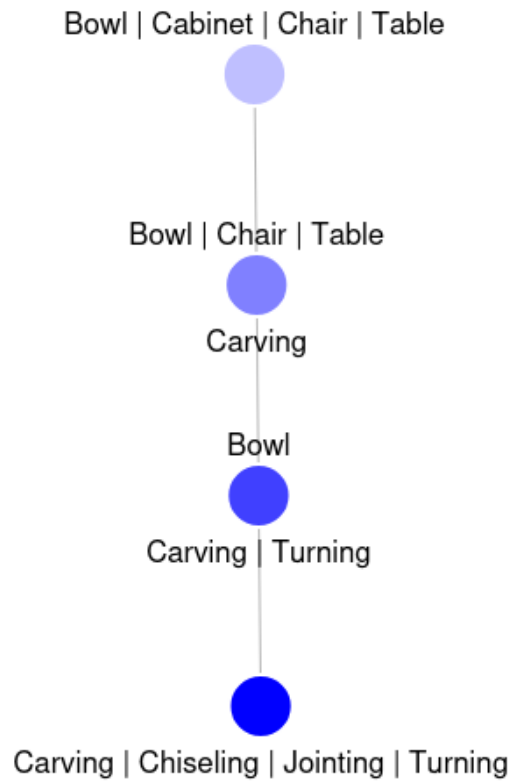 Bowl | Cabinet | Chair | Table
Bowl | Chair | Table
Carving
Bowl
Carving | Turning
Carving | Chiseling | Jointing | Turning